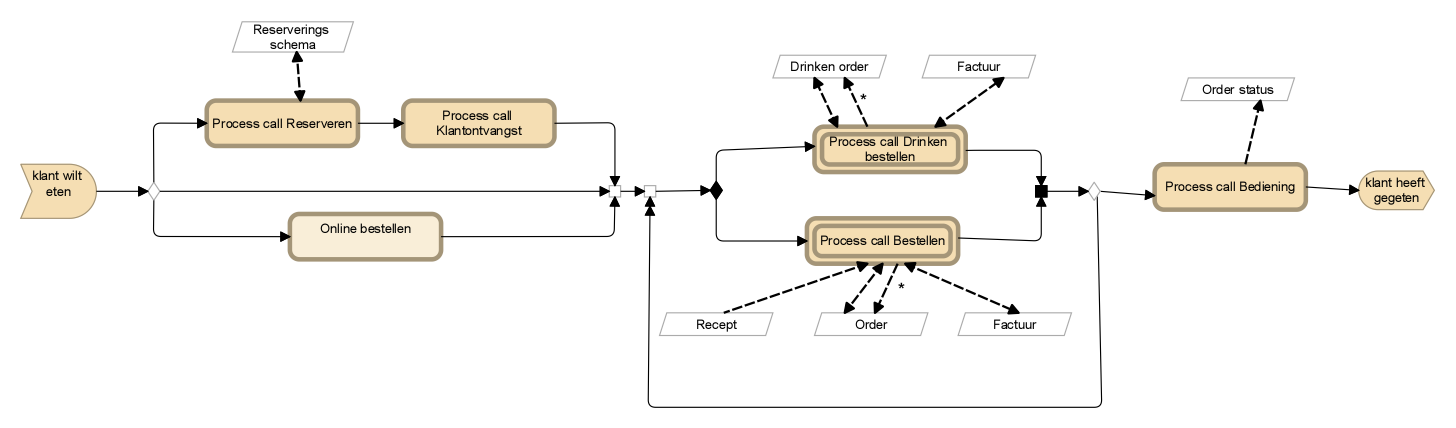 Reserverings
schema
Drinken order
Factuur
*
Order status
Process call Reserveren
Process call
Klantontvangst
Process call Drinken
bestellen
klant wilt
eten
Process call Bediening
klant heeft
gegeten
Online bestellen
Process call Bestellen
*
Recept
Order
Factuur